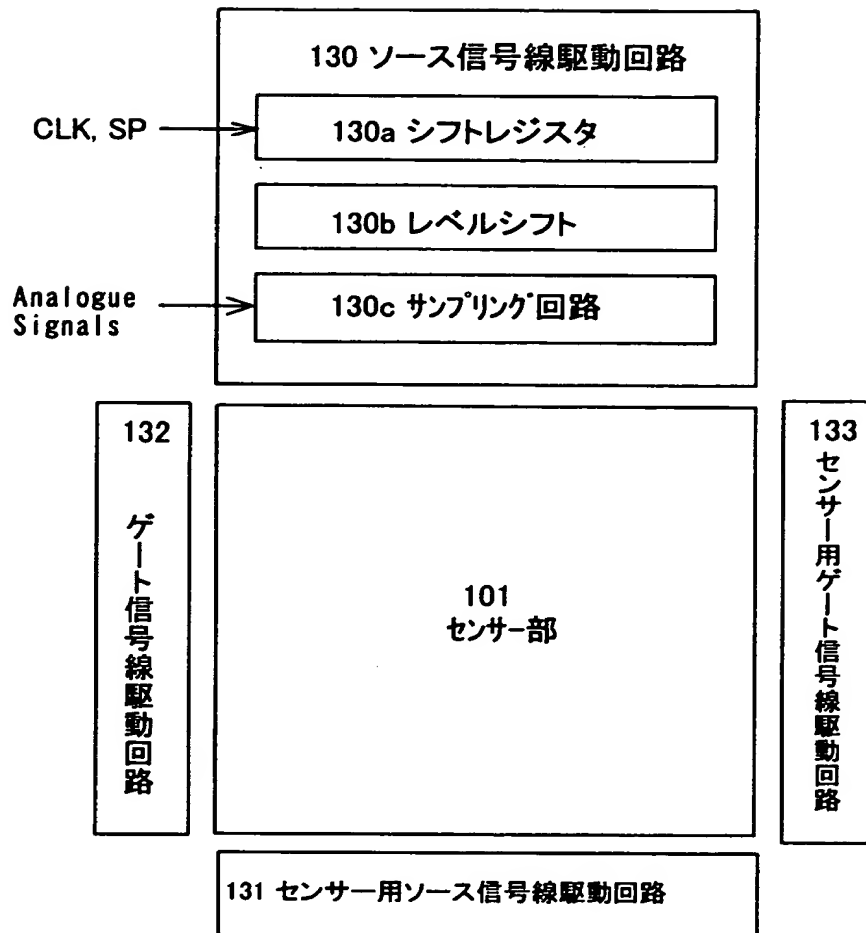 130 ソース信号線駆動回路
CLK, SP
130a シフトレジスタ
130b レベルシフト
Analogue
Signals
130c サンプリング回路
132
ゲート信号線駆動回路
101
センサー部
133
センサー用ゲート信号線駆動回路
131 センサー用ソース信号線駆動回路